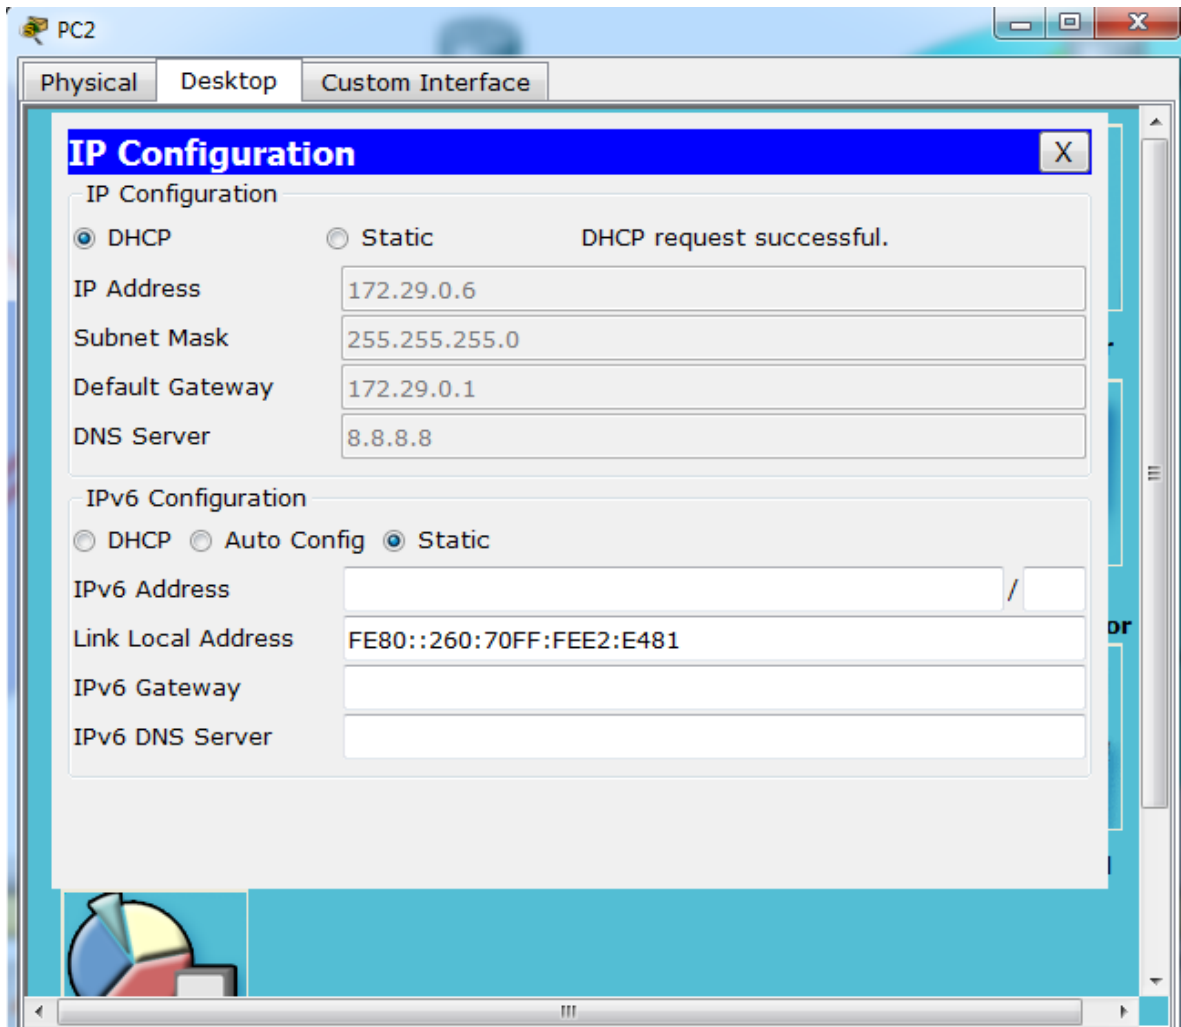 PC2
Physical Desktop Custom Interface
IP Configuration X
IP Configuration
DHCP Static DHCP request successful.
IP Address 172.29.0.6
Subnet Mask 255.255.255.0
Default Gateway 172.29.0.1
DNS Server 8.8.8.8
IPv6 Configuration
DHCP Auto Config Static
IPv6 Address /
Link Local Address FE80::260:70FF:FEE2:E481
or
IPv6 Gateway
IPv6 DNS Server